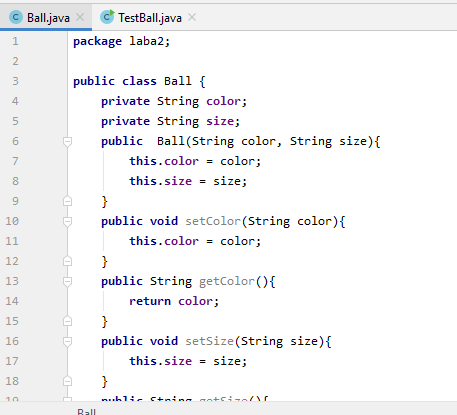 Ball.java × TestBall.java ×
1 package laba2;
2
3 public class Ball {
4 private String color;
5 private String size;
6 public  Ball(String color, String size){
7 this.color = color;
8 this.size = size;
9 }
10 public void setColor(String color){
11 this.color = color;
12 }
13 public String getColor(){
14 return color;
15 }
16 public void setSize(String size){
17 this.size = size;
18 }
19 public String getSize(){
Ball